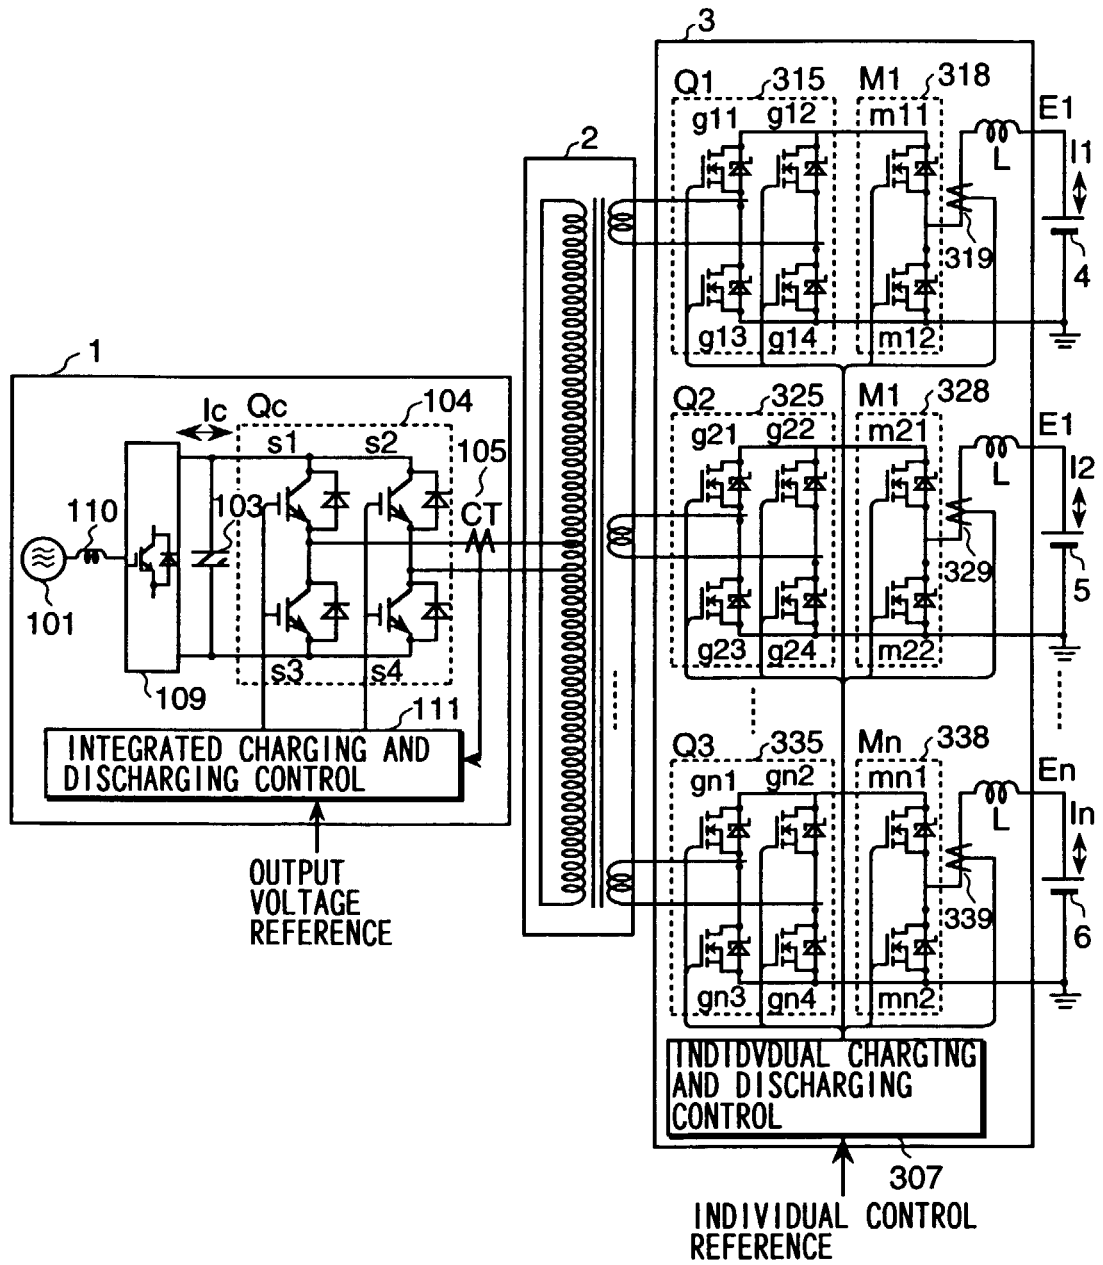 3
Q1
315
M1
318
g11
g12
m11
E1
I1
L
319
4
g13
g14
m12
2
1
Ic
Qc
104
s1
s2
105
CT
110
103
101
109
s3
s4
111
INTEGRATED CHARGING AND
DISCHARGING CONTROL
OUTPUT
VOLTAGE
REFERENCE
Q2
325
M1
328
g21
g22
m21
E1
I2
L
329
5
g23
g24
m22
Q3
335
Mn
338
gn1
gn2
mn1
En
In
L
339
6
gn3
gn4
mn2
INDIDVDUAL CHARGING
AND DISCHARGING
CONTROL
307
INDIVIDUAL CONTROL
REFERENCE